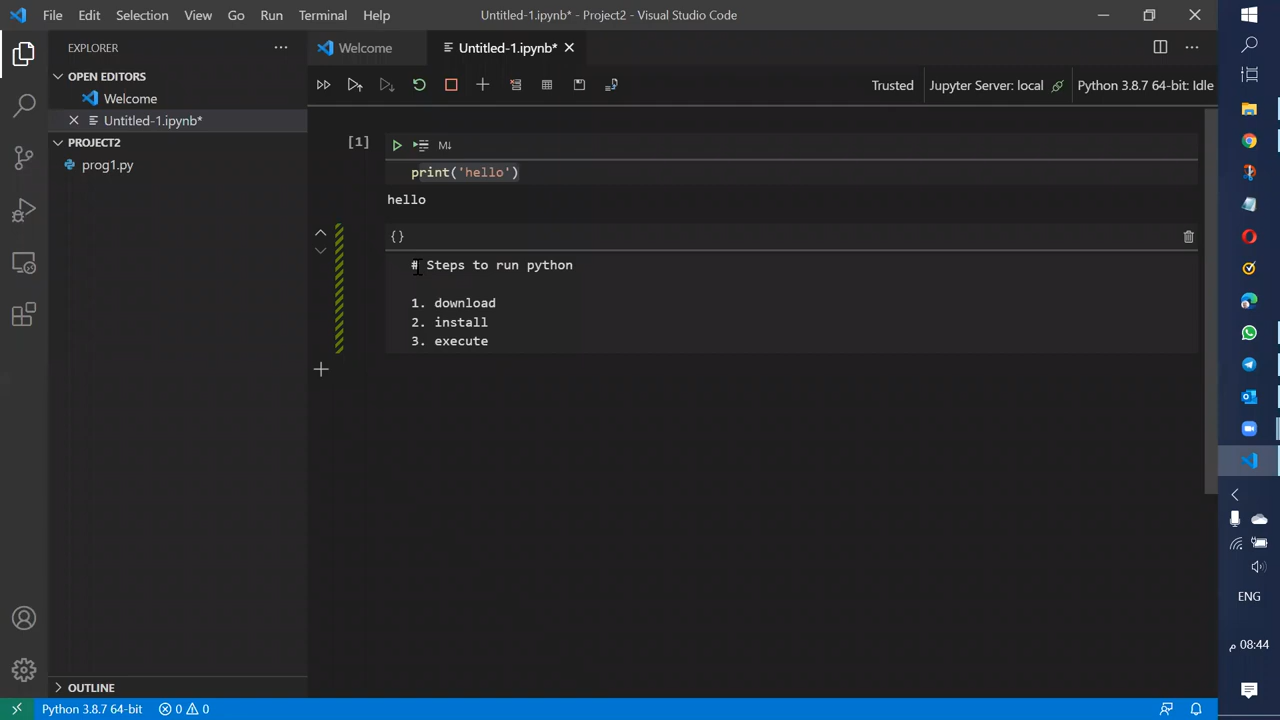 File Edit Selection View Go Run Terminal Help Untitled-1.ipynb* - Project2 - Visual Studio Code
EXPLORER
OPEN EDITORS
Welcome
Untitled-1.ipynb*
PROJECT2
prog1.py
OUTLINE
Welcome Untitled-1.ipynb*
Trusted Jupyter Server: local Python 3.8.7 64-bit: Idle
[1] M↓
print('hello')
hello
{}
# Steps to run python
1. download
2. install
3. execute
Python 3.8.7 64-bit 0 0
ENG
08:44 م